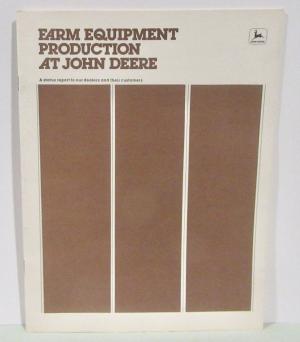 FARM EQUIPMENT
PRODUCTION
AT JOHN DEERE
A status report to our dealers and their customers